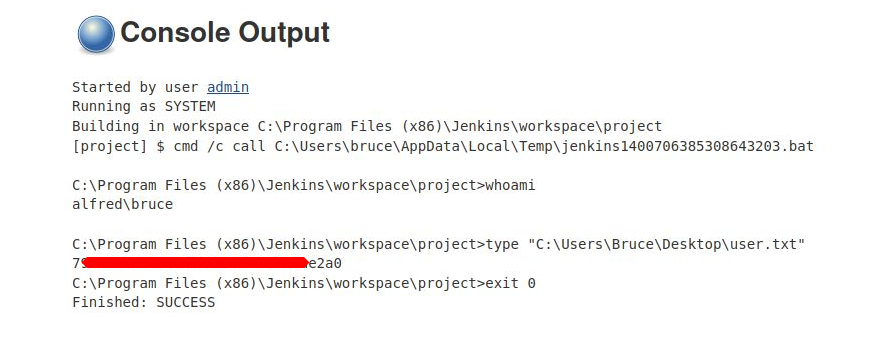 Console Output
Started by user admin
Running as SYSTEM
Building in workspace C:\Program Files (x86)\Jenkins\workspace\project
[project] $ cmd /c call C:\Users\bruce\AppData\Local\Temp\jenkins1400706385308643203.bat
C:\Program Files (x86)\Jenkins\workspace\project>whoami
alfred\bruce
C:\Program Files (x86)\Jenkins\workspace\project>type "C:\Users\Bruce\Desktop\user.txt"
7 e2a0
C:\Program Files (x86)\Jenkins\workspace\project>exit 0
Finished: SUCCESS